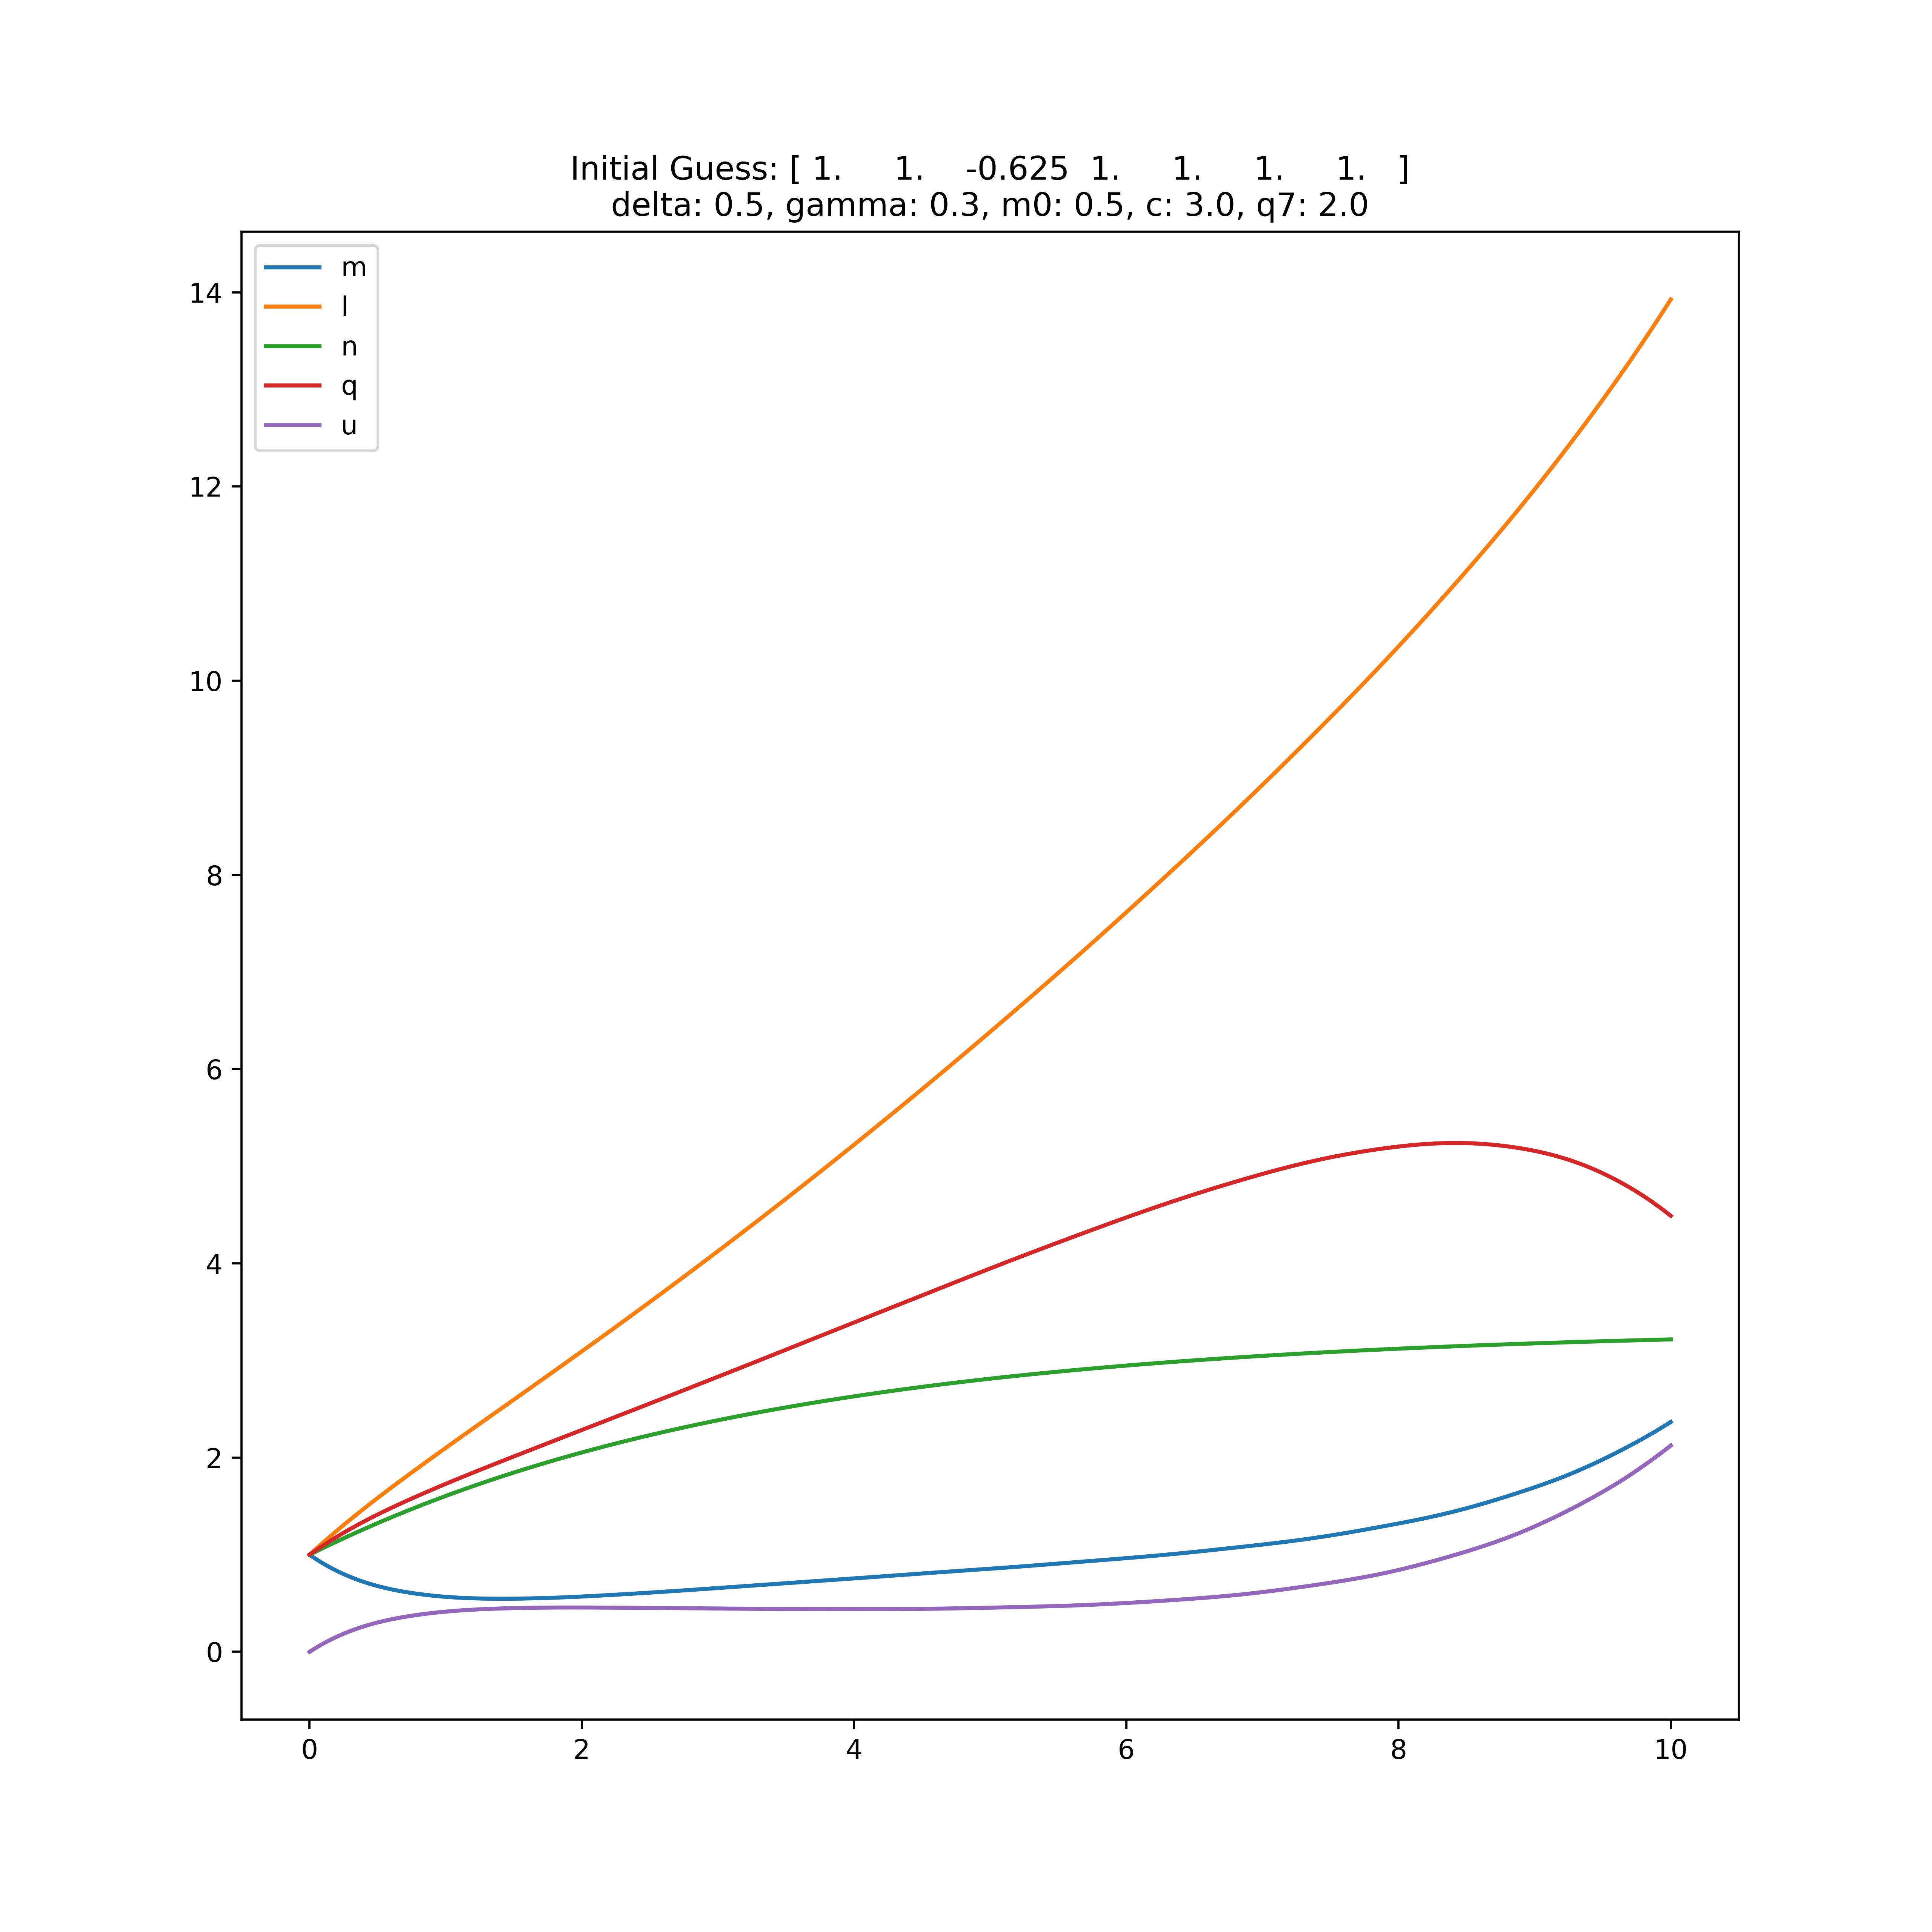 Initial Guess: [ 1. 1. -0.625 1. 1. 1. 1. ]
delta: 0.5, gamma: 0.3, m0: 0.5, c: 3.0, q7: 2.0
m
l
n
q
u
14
12
10
8
6
4
2
0
0 2 4 6 8 10